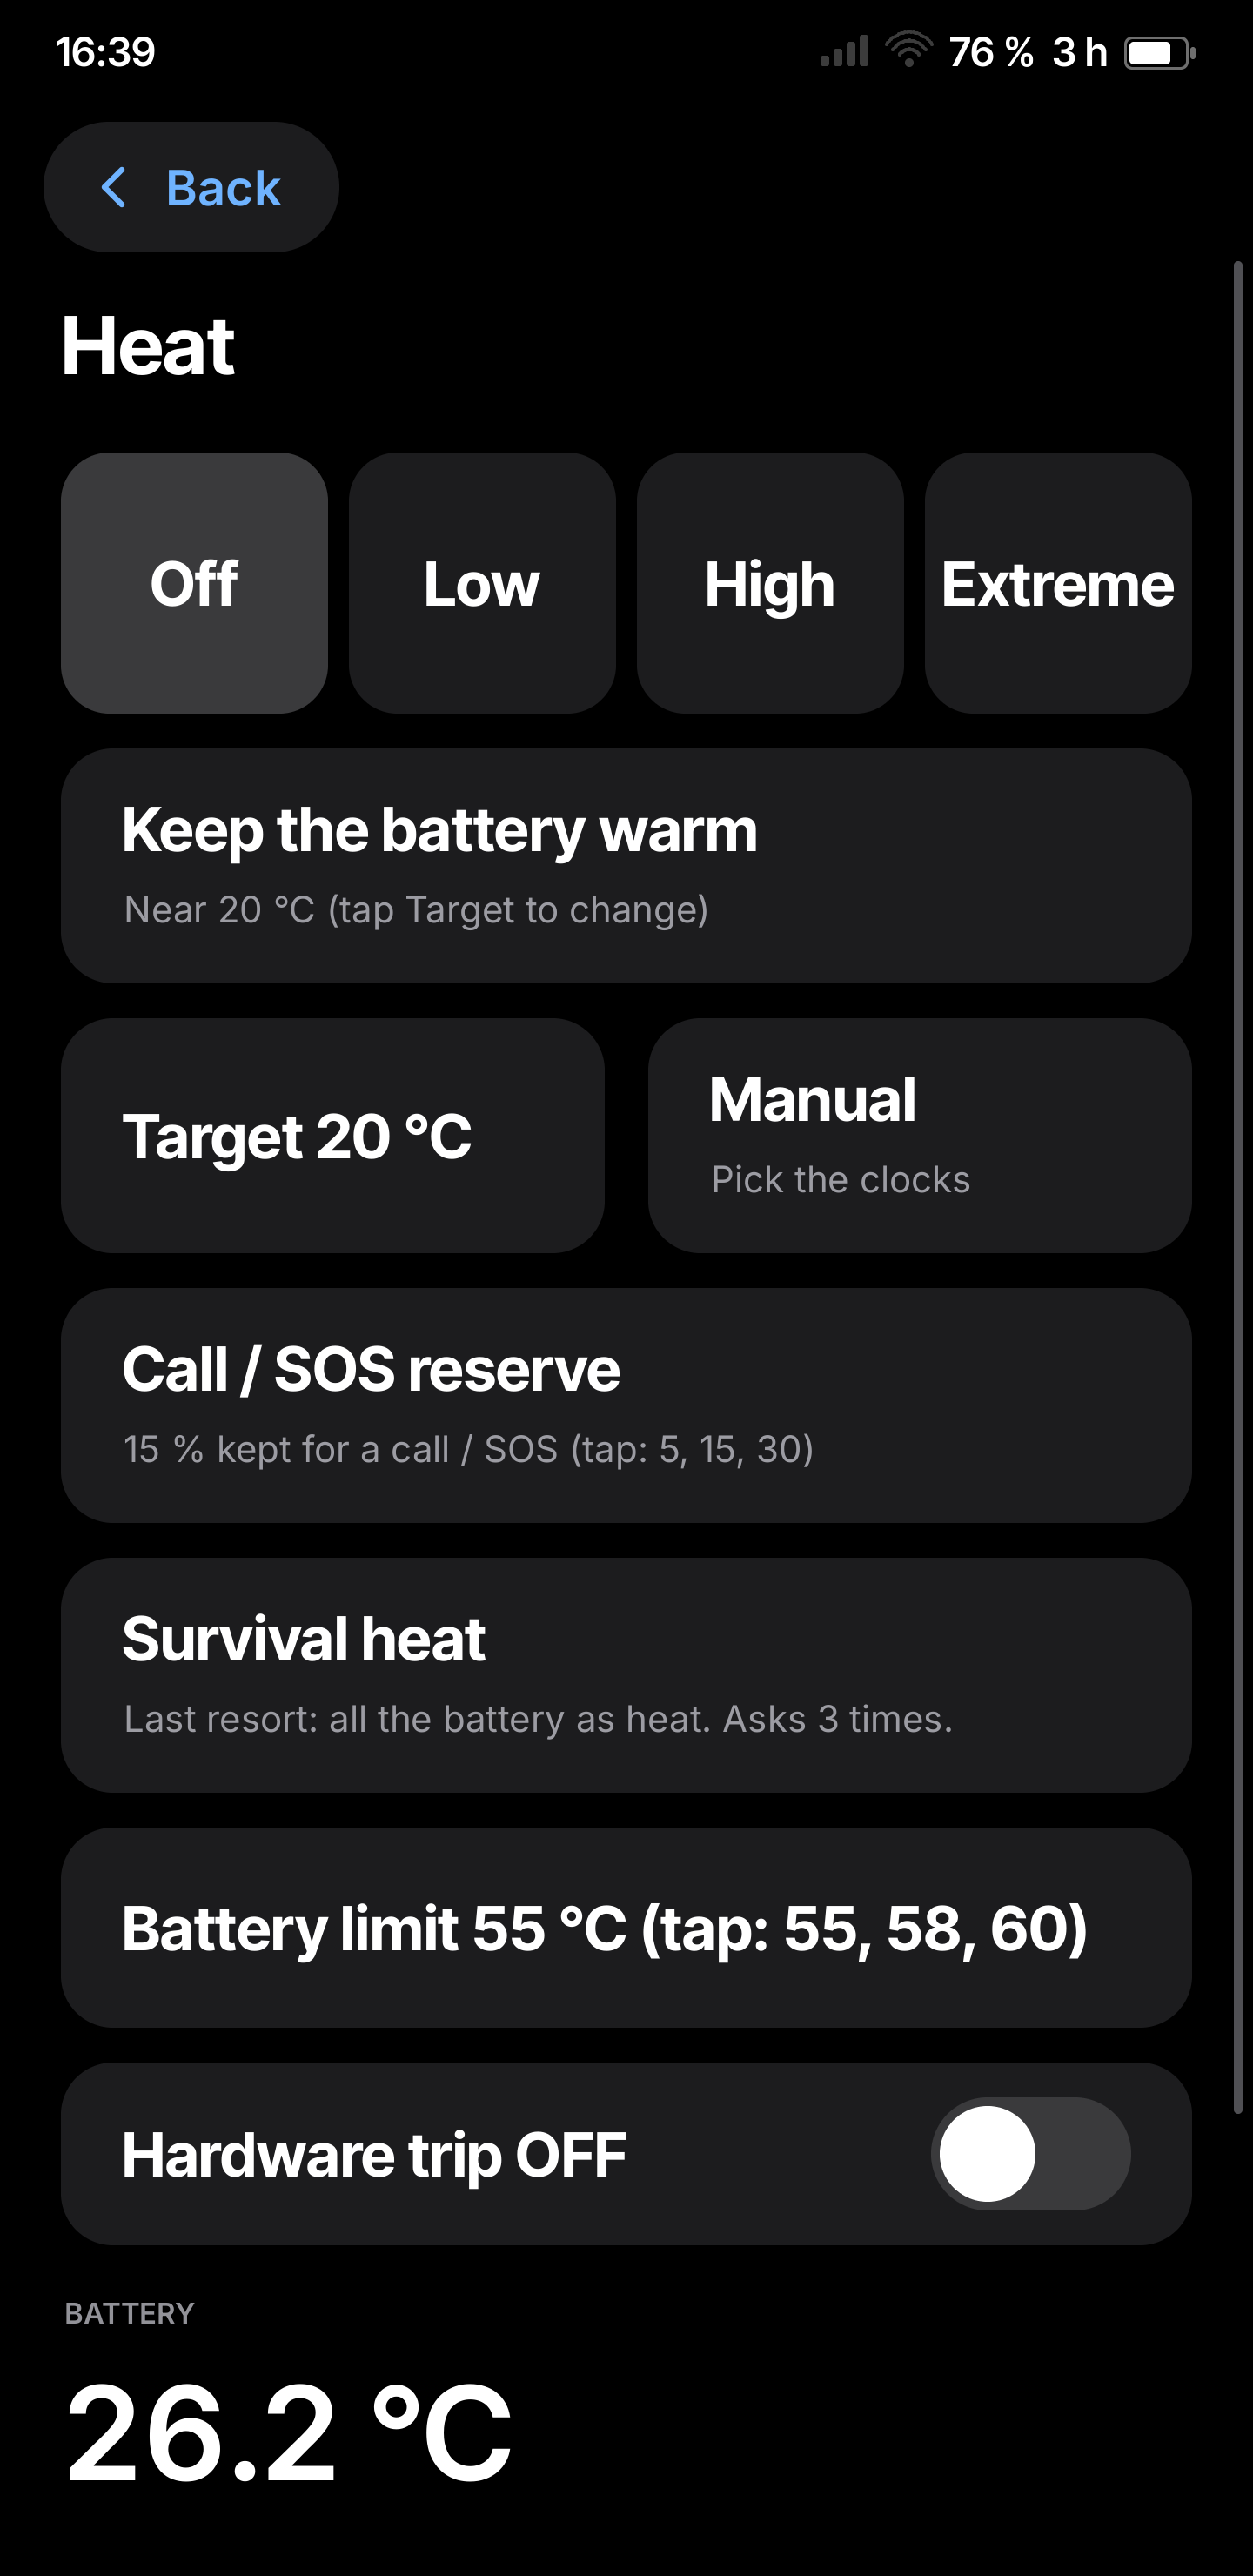 16:39
76 % 3 h
Back
Heat
Off
Low
High
Extreme
Keep the battery warm
Near 20 °C (tap Target to change)
Target 20 °C
Manual
Pick the clocks
Call / SOS reserve
15 % kept for a call / SOS (tap: 5, 15, 30)
Survival heat
Last resort: all the battery as heat. Asks 3 times.
Battery limit 55 °C (tap: 55, 58, 60)
Hardware trip OFF
BATTERY
26.2 °C